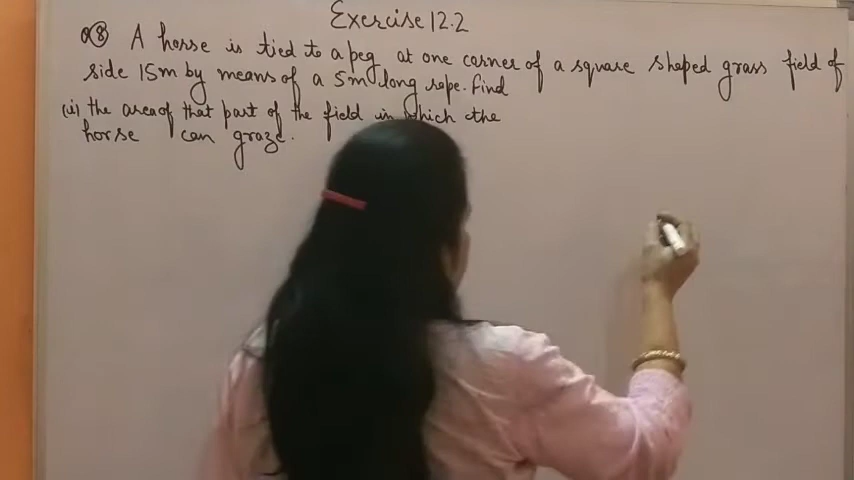 Exercise 12.2
Q8 A horse is tied to a peg at one corner of a square shaped grass field of
side 15m by means of a 5m long rope. Find
(i) the area of that part of the field in which the
horse can graze.